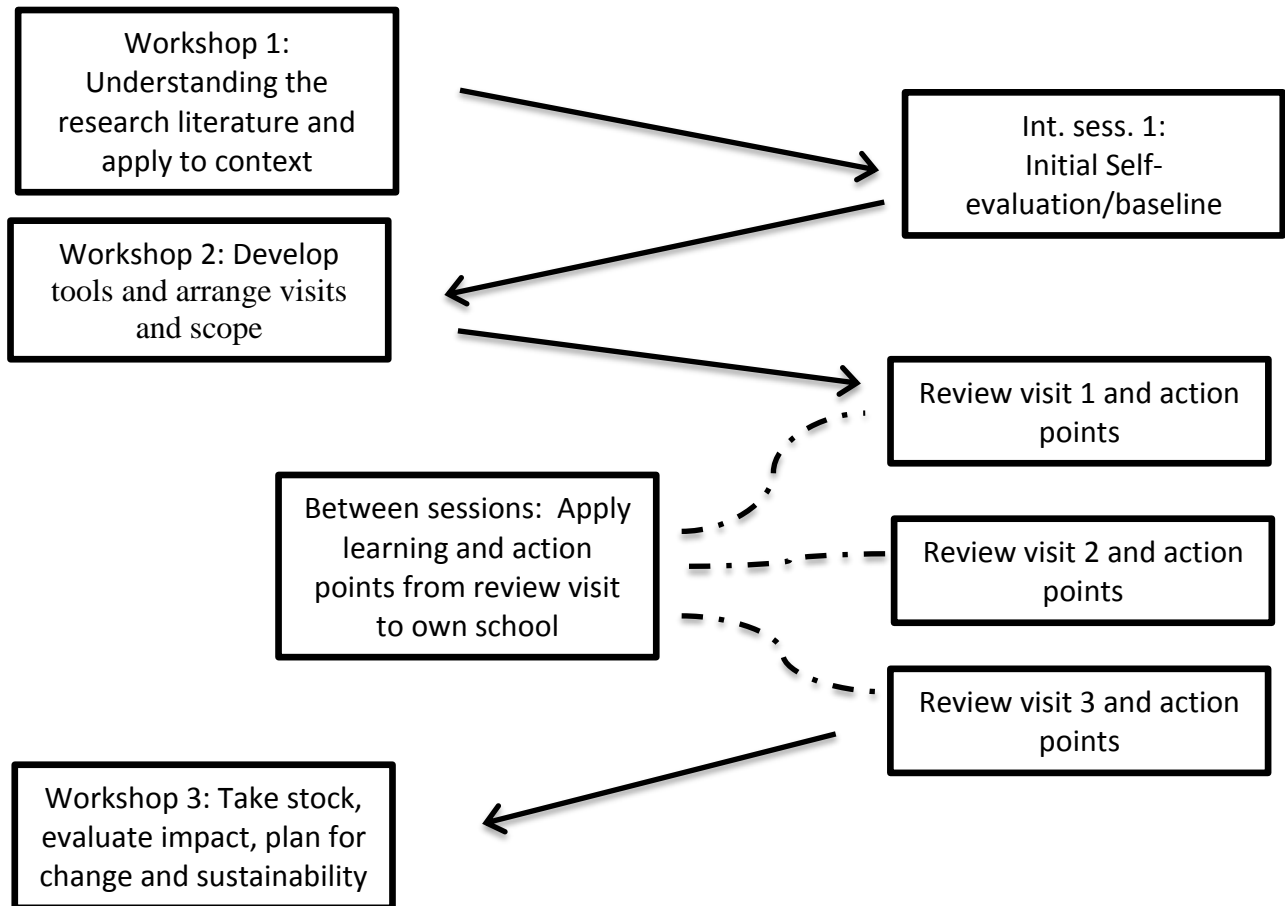 Workshop 1:
Understanding the
research literature and
apply to context
Int. sess. 1:
Initial Self-
evaluation/baseline
Workshop 2: Develop
tools and arrange visits
and scope
Review visit 1 and action
points
Between sessions:  Apply
learning and action
points from review visit
to own school
Review visit 2 and action
points
Review visit 3 and action
points
Workshop 3: Take stock,
evaluate impact, plan for
change and sustainability